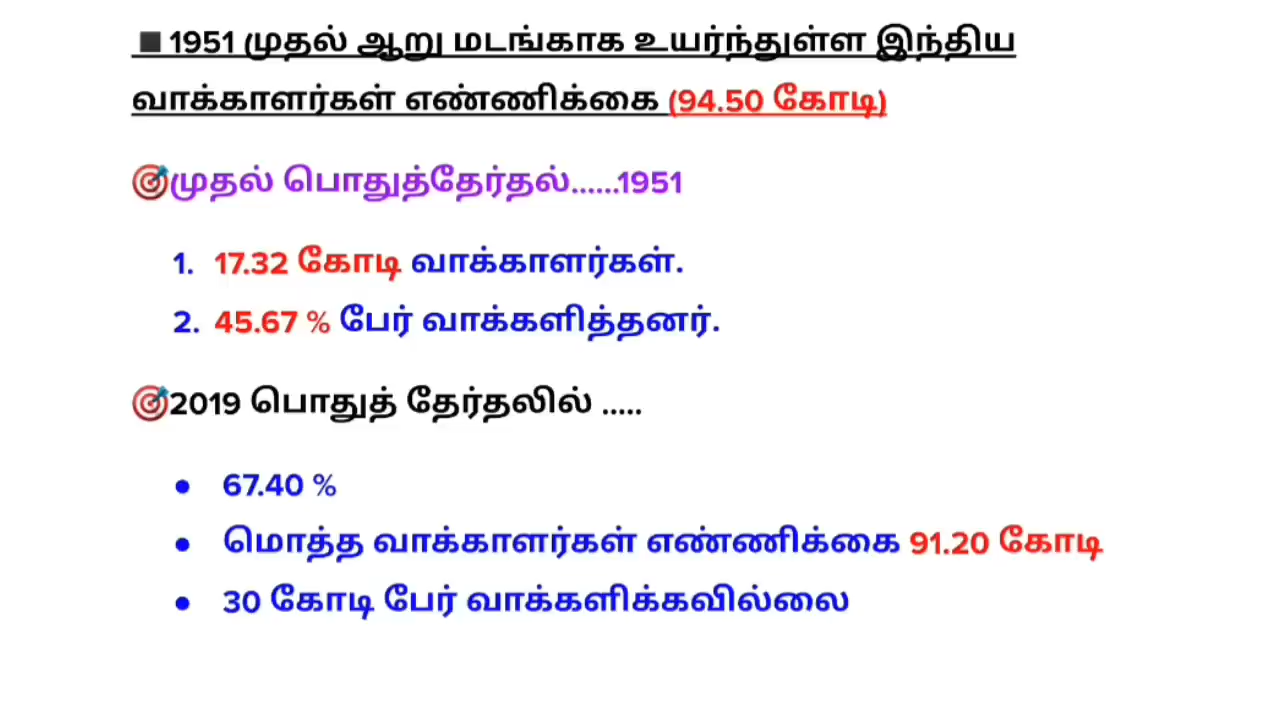 ◾1951 முதல் ஆறு மடங்காக உயர்ந்துள்ள இந்திய
வாக்காளர்கள் எண்ணிக்கை (94.50 கோடி)
🎯முதல் பொதுத்தேர்தல்......1951
1. 17.32 கோடி வாக்காளர்கள்.
2. 45.67 % பேர் வாக்களித்தனர்.
🎯2019 பொதுத் தேர்தலில் .....
● 67.40 %
● மொத்த வாக்காளர்கள் எண்ணிக்கை 91.20 கோடி
● 30 கோடி பேர் வாக்களிக்கவில்லை